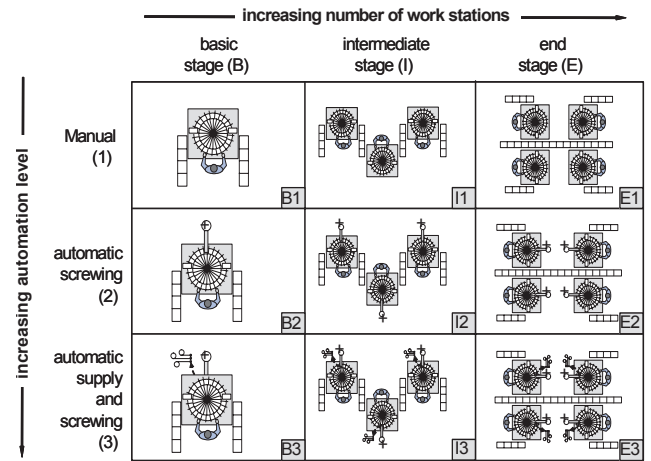 increasing number of work stations
basic
stage (B)
intermediate
stage (I)
end
stage (E)
increasing automation level
Manual
(1)
B1
I1
E1
automatic
screwing
(2)
B2
I2
E2
automatic
supply
and
screwing
(3)
B3
I3
E3